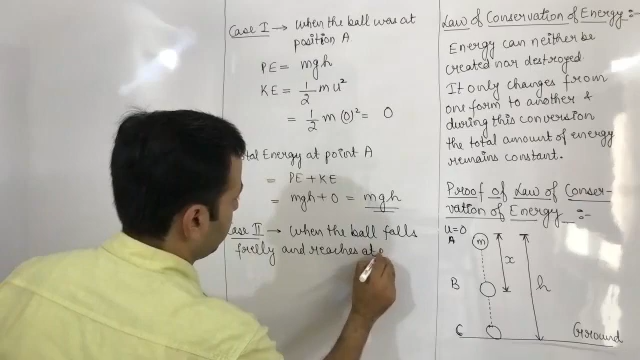 Case I → when the ball was at
position A
PE = mgh
KE = 1/2 m u²
= 1/2 m (0)² = 0
Energy at point A
= PE + KE
= mgh + 0 = mgh
Case II → when the ball falls
freely and reaches at
Law of Conservation of Energy :-
Energy can neither be
created nor destroyed.
It only changes from
one form to another &
during this conversion
the total amount of energy
remains constant.
Proof of Law of Conser-
vation of Energy :-
u=0
A m
x
h
B
C
Ground